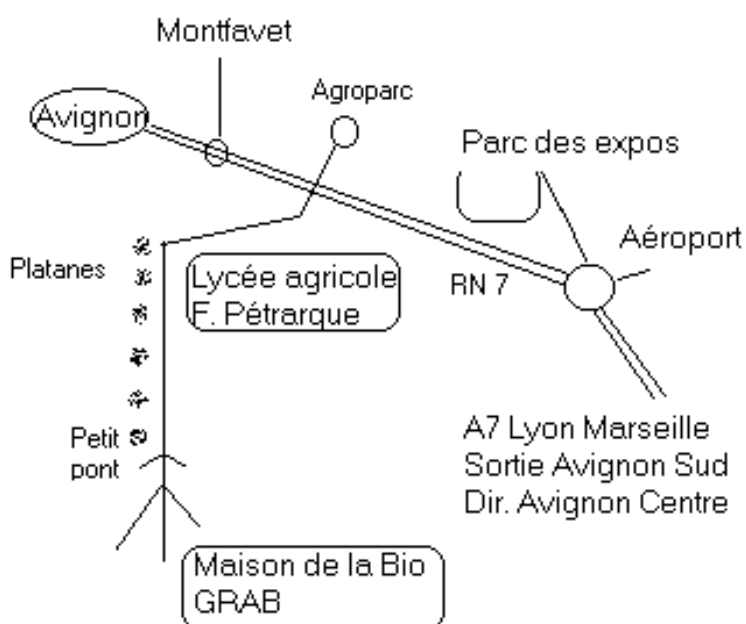 Montfavet
Agroparc
Avignon
Parc des expos
Aéroport
Platanes
Lycée agricole
F. Pétrarque
RN 7
Petit
pont
A7 Lyon Marseille
Sortie Avignon Sud
Dir. Avignon Centre
Maison de la Bio
GRAB